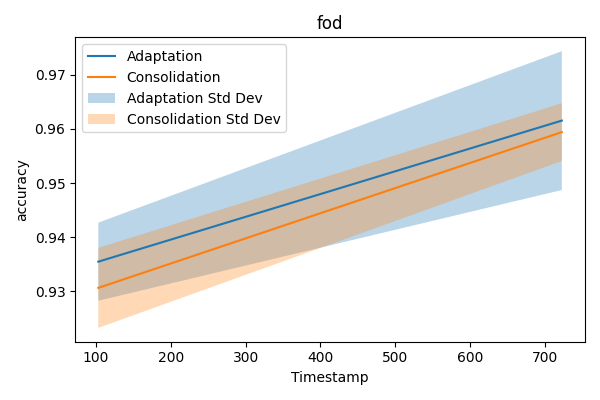 fod
Adaptation
Consolidation
Adaptation Std Dev
Consolidation Std Dev
accuracy
0.97
0.96
0.95
0.94
0.93
100 200 300 400 500 600 700
Timestamp